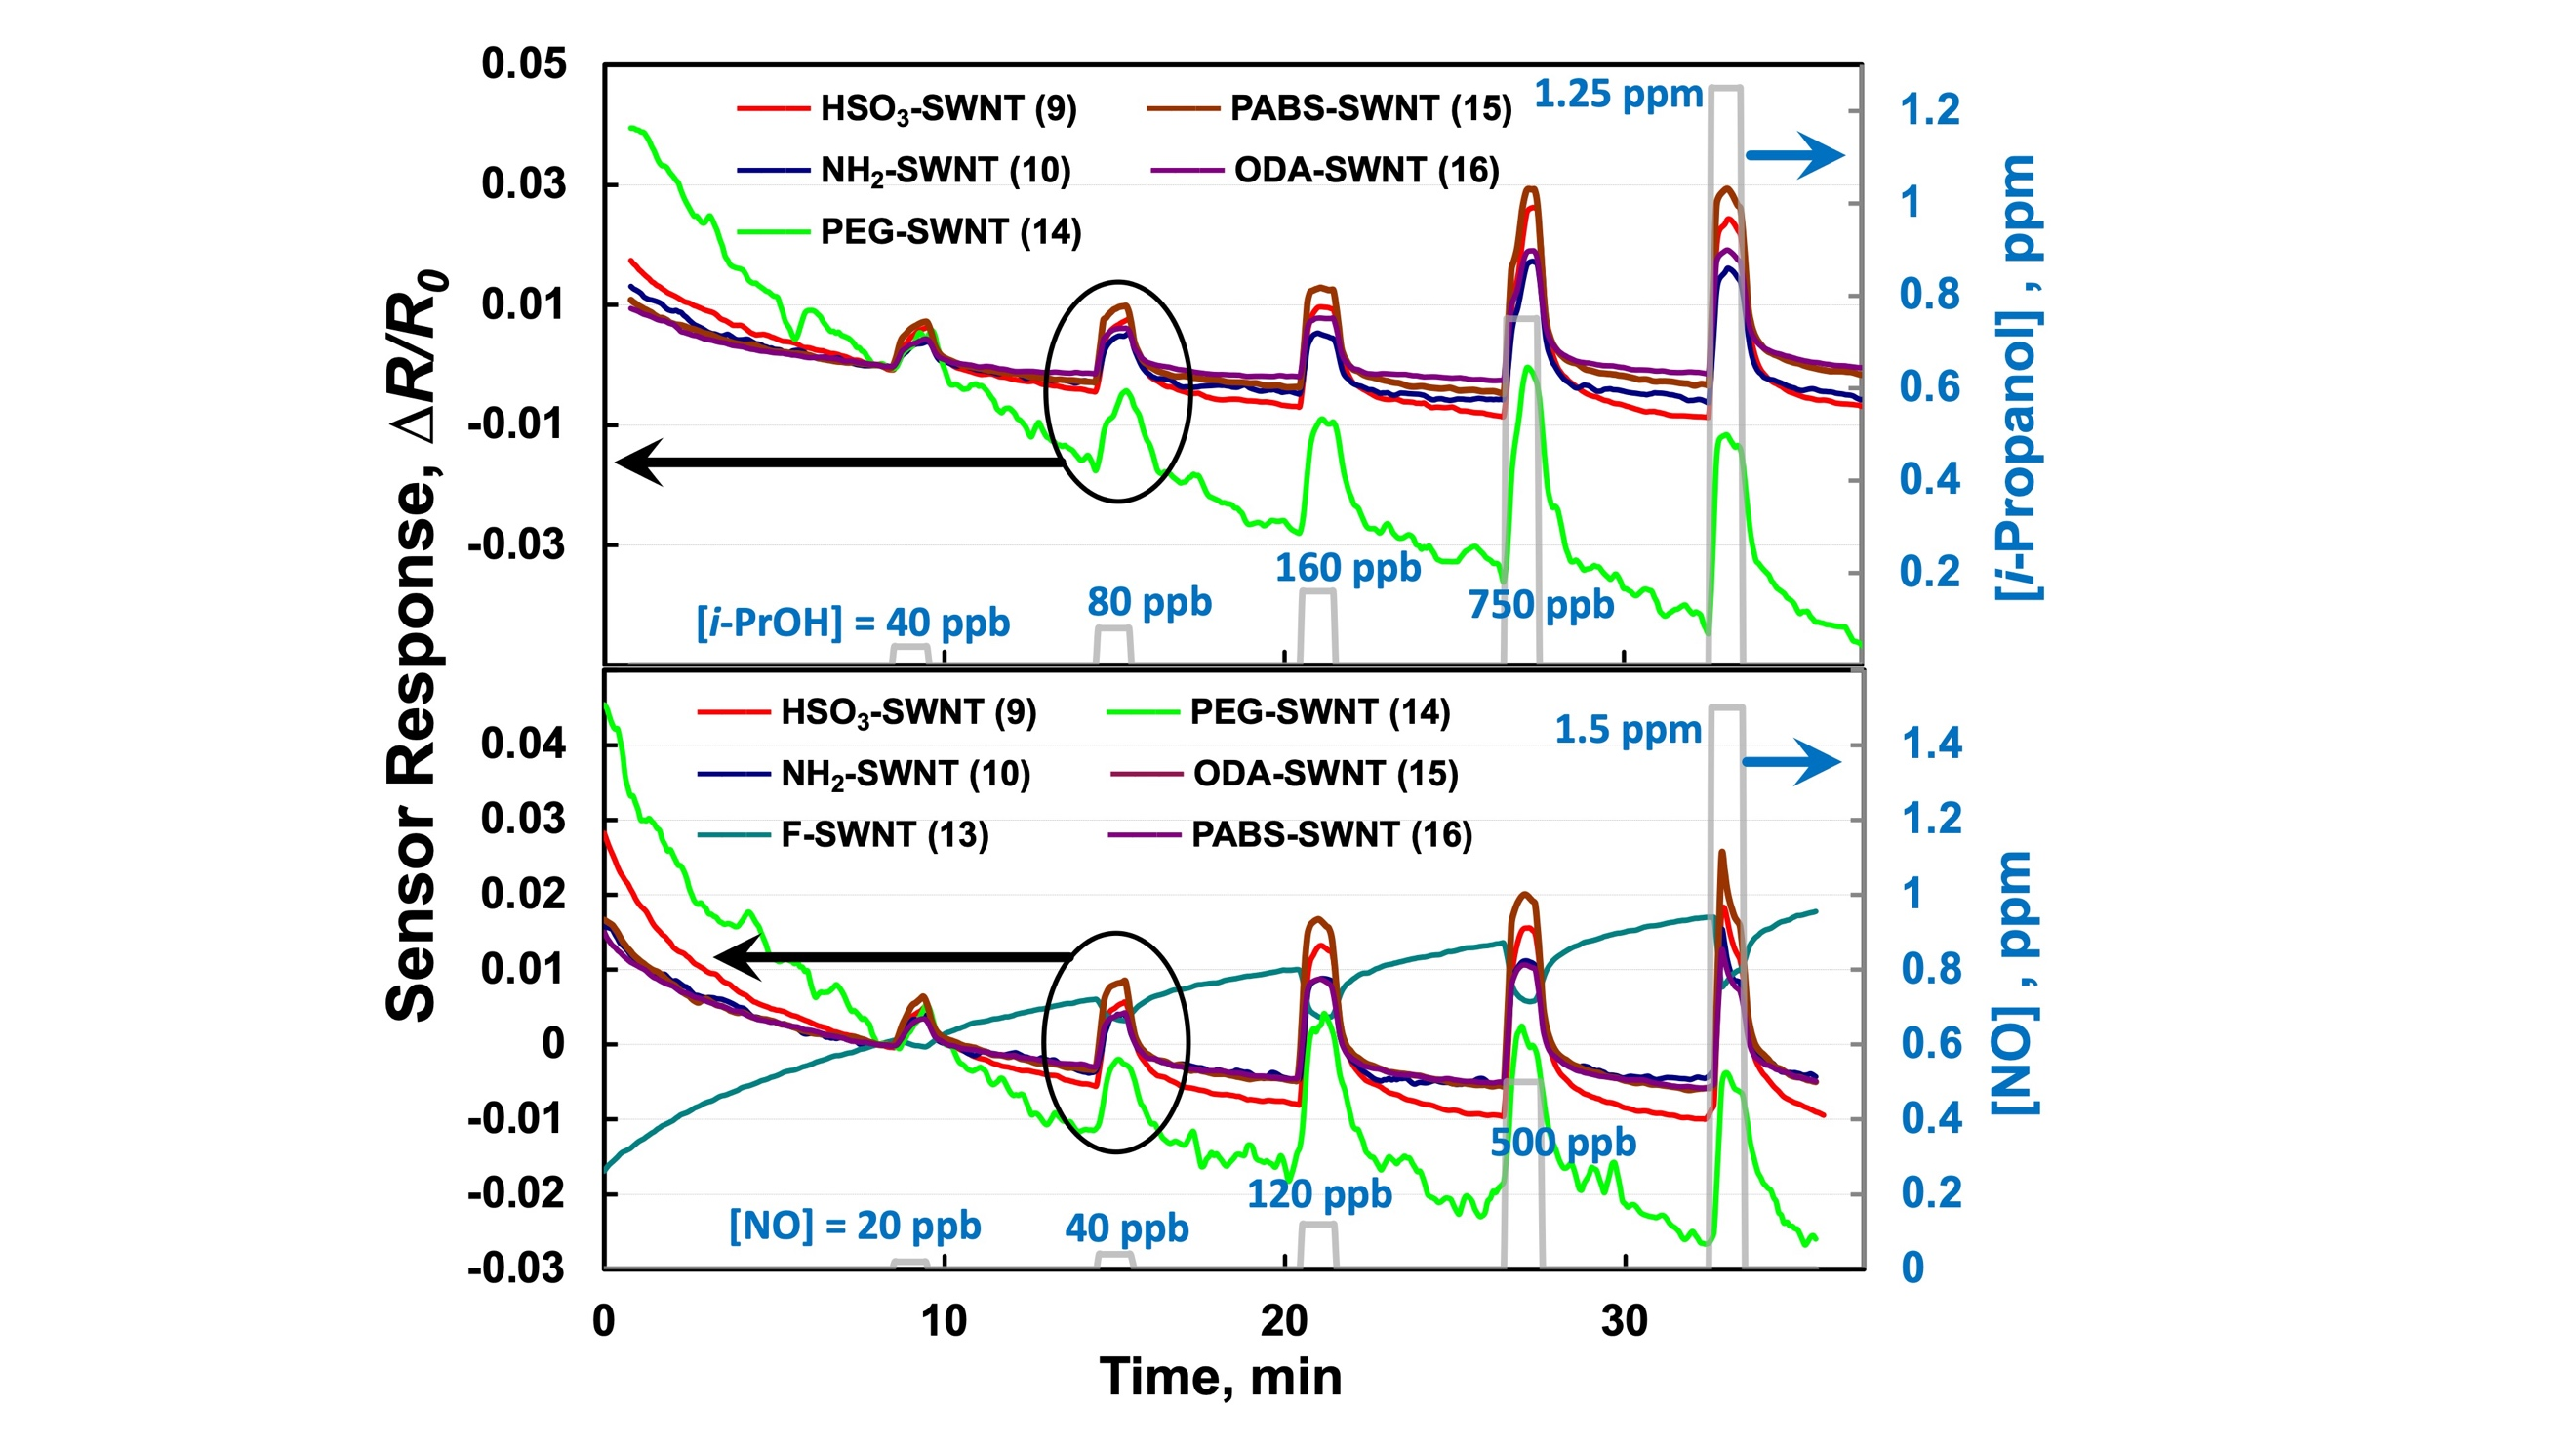 0.05
0.03
0.01
-0.01
-0.03
HSO₃-SWNT (9)
PABS-SWNT (15)
NH₂-SWNT (10)
ODA-SWNT (16)
PEG-SWNT (14)
1.25 ppm
1.2
1
0.8
0.6
0.4
0.2
[i-Propanol] , ppm
[i-PrOH] = 40 ppb
80 ppb
160 ppb
750 ppb
Sensor Response, ΔR/R₀
0.04
0.03
0.02
0.01
0
-0.01
-0.02
-0.03
HSO₃-SWNT (9)
PEG-SWNT (14)
NH₂-SWNT (10)
ODA-SWNT (15)
F-SWNT (13)
PABS-SWNT (16)
1.5 ppm
1.4
1.2
1
0.8
0.6
0.4
0.2
0
[NO] , ppm
[NO] = 20 ppb
40 ppb
120 ppb
500 ppb
0
10
20
30
Time, min